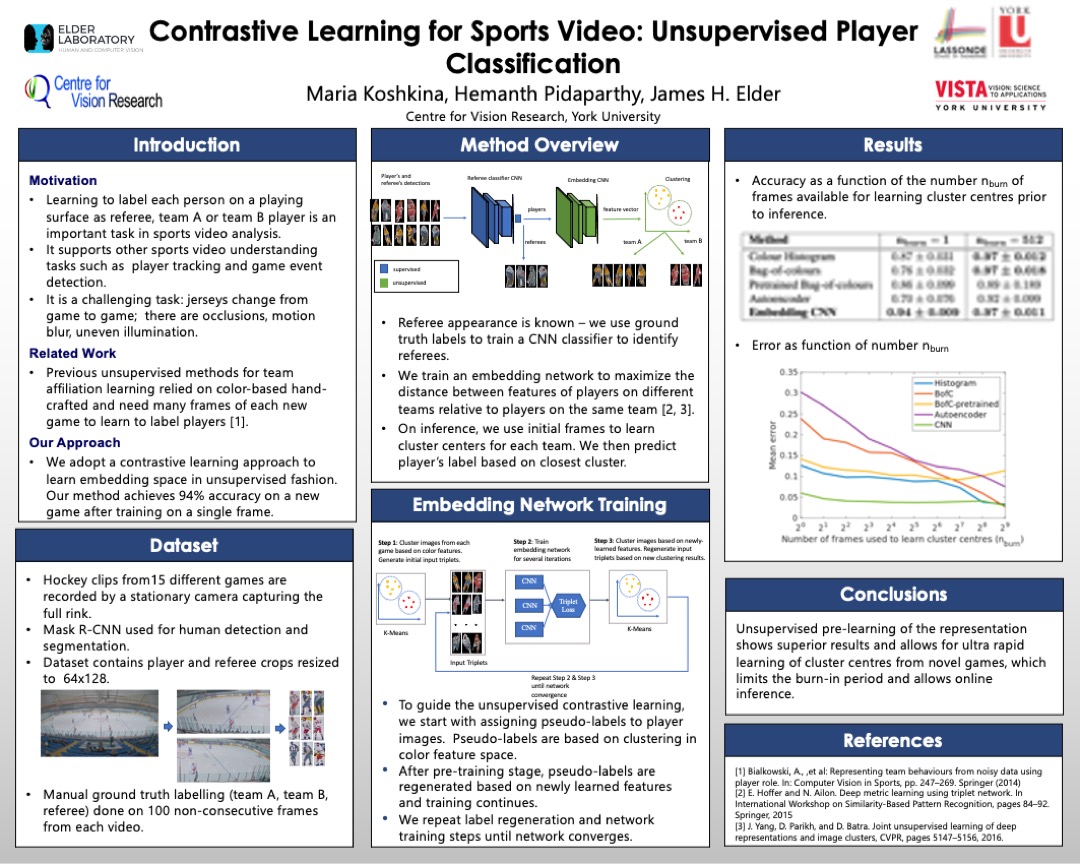 ELDER
LABORATORY
HUMAN AND COMPUTER VISION
Centre for
Vision Research
Contrastive Learning for Sports Video: Unsupervised Player
Classification
Maria Koshkina, Hemanth Pidaparthy, James H. Elder
Centre for Vision Research, York University
LASSONDE
YORK
UNIVERSITY
VISTA VISION: SCIENCE
TO APPLICATIONS
YORK UNIVERSITY
Introduction
Motivation
• Learning to label each person on a playing
surface as referee, team A or team B player is an
important task in sports video analysis.
• It supports other sports video understanding
tasks such as player tracking and game event
detection.
• It is a challenging task: jerseys change from
game to game; there are occlusions, motion
blur, uneven illumination.
Related Work
• Previous unsupervised methods for team
affiliation learning relied on color-based hand-
crafted and need many frames of each new
game to learn to label players [1].
Our Approach
• We adopt a contrastive learning approach to
learn embedding space in unsupervised fashion.
Our method achieves 94% accuracy on a new
game after training on a single frame.
Dataset
• Hockey clips from15 different games are
recorded by a stationary camera capturing the
full rink.
• Mask R-CNN used for human detection and
segmentation.
• Dataset contains player and referee crops resized
to 64x128.
• Manual ground truth labelling (team A, team B,
referee) done on 100 non-consecutive frames
from each video.
Method Overview
Player's and
referee's detections
Referee classifier CNN
Embedding CNN
Clustering
players
feature vector
referees
team A
team B
supervised
unsupervised
• Referee appearance is known – we use ground
truth labels to train a CNN classifier to identify
referees.
• We train an embedding network to maximize the
distance between features of players on different
teams relative to players on the same team [2, 3].
• On inference, we use initial frames to learn
cluster centers for each team. We then predict
player's label based on closest cluster.
Embedding Network Training
Step 1: Cluster images from each
game based on color features.
Generate initial input triplets.
Step 2: Train
embedding network
for several iterations
Step 3: Cluster images based on newly-
learned features. Regenerate input
triplets based on new clustering results.
K-Means
Input Triplets
CNN
CNN
CNN
Triplet
Loss
K-Means
Repeat Step 2 & Step 3
until network
convergence
• To guide the unsupervised contrastive learning,
we start with assigning pseudo-labels to player
images. Pseudo-labels are based on clustering in
color feature space.
• After pre-training stage, pseudo-labels are
regenerated based on newly learned features
and training continues.
• We repeat label regeneration and network
training steps until network converges.
Results
• Accuracy as a function of the number nburn of
frames available for learning cluster centres prior
to inference.
Method nburn = 1 nburn = 512
Colour Histogram
Bag-of-colours
Pretrained Bag-of-colours
Autoencoder
Embedding CNN
• Error as function of number nburn
Mean error
0.35
0.3
0.25
0.2
0.15
0.1
0.05
0
Histogram
BofC
BofC-pretrained
Autoencoder
CNN
2^0 2^1 2^2 2^3 2^4 2^5 2^6 2^7 2^8 2^9
Number of frames used to learn cluster centres (nburn)
Conclusions
Unsupervised pre-learning of the representation
shows superior results and allows for ultra rapid
learning of cluster centres from novel games, which
limits the burn-in period and allows online
inference.
References
[1] Bialkowski, A., ,et al: Representing team behaviours from noisy data using
player role. In: Computer Vision in Sports, pp. 247–269. Springer (2014)
[2] E. Hoffer and N. Ailon. Deep metric learning using triplet network. In
International Workshop on Similarity-Based Pattern Recognition, pages 84–92.
Springer, 2015
[3] J. Yang, D. Parikh, and D. Batra. Joint unsupervised learning of deep
representations and image clusters, CVPR, pages 5147–5156, 2016.